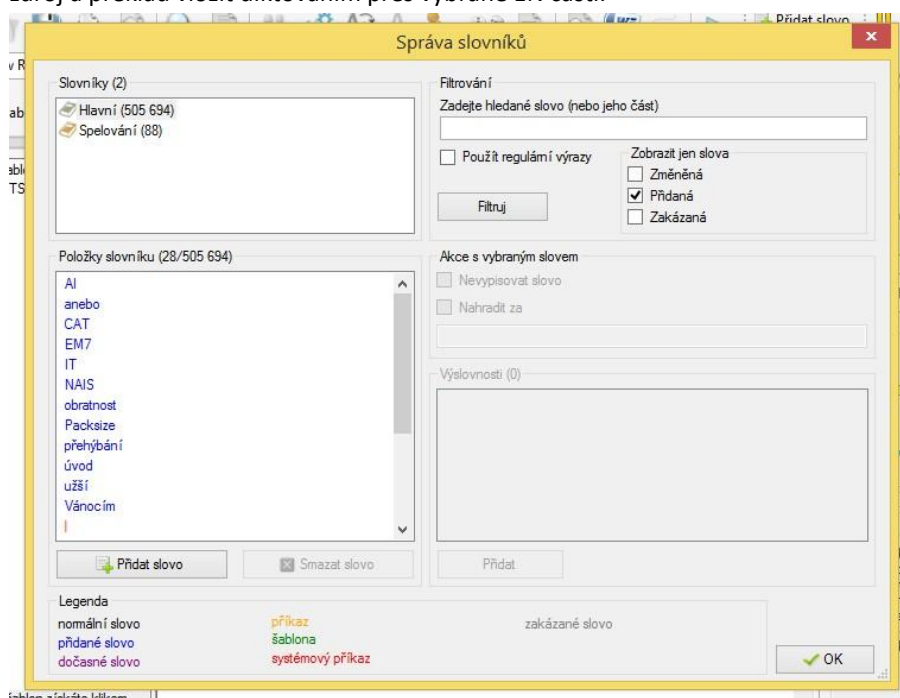 Přidat slovo
Správa slovníků
Slovníky (2)
Hlavní (505 694)
Spelování (88)
Filtrování
Zadejte hledané slovo (nebo jeho část)
Použít regulární výrazy
Zobrazit jen slova
Změněná
Přidaná
Zakázaná
Filtruj
Položky slovníku (28/505 694)
AI
anebo
CAT
EM7
IT
NAIS
obratnost
Packsize
přehýbání
úvod
užší
Vánocím
Přidat slovo
Smazat slovo
Akce s vybraným slovem
Nevypisovat slovo
Nahradit za
Výslovnosti (0)
Přidat
Legenda
normální slovo
přidané slovo
dočasné slovo
příkaz
šablona
systémový příkaz
zakázané slovo
OK